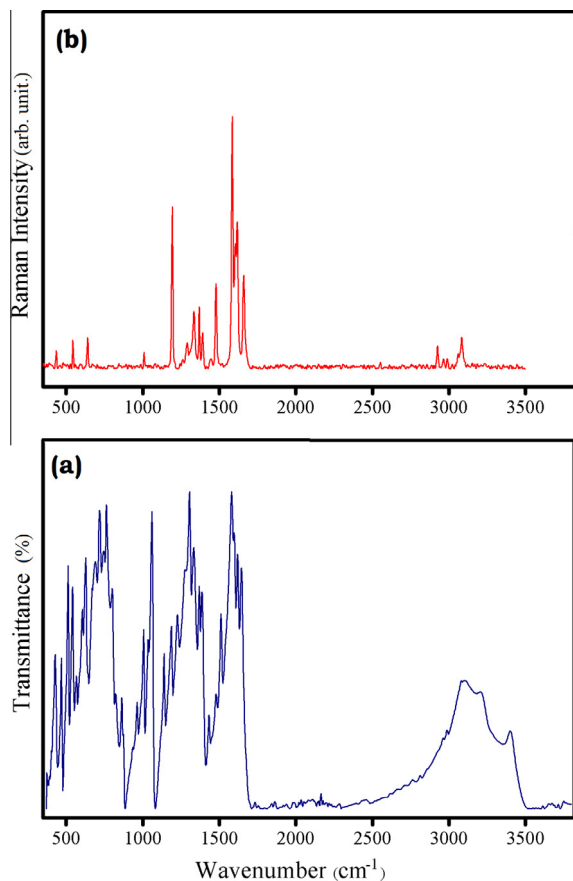 (b)
Raman Intensity (arb. unit.)
500 1000 1500 2000 2500 3000 3500
(a)
Transmittance (%)
500 1000 1500 2000 2500 3000 3500
Wavenumber (cm⁻¹)